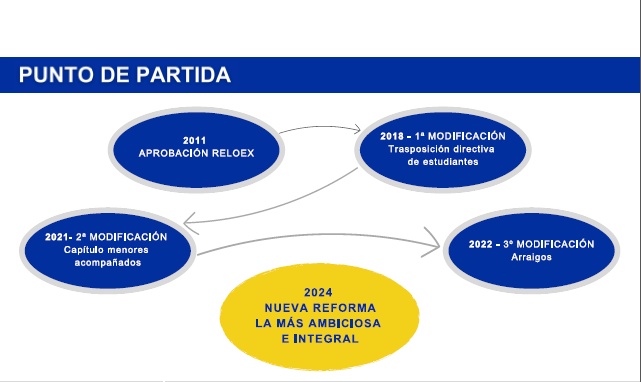 PUNTO DE PARTIDA
2011
APROBACIÓN RELOEX
2018 – 1ª MODIFICACIÓN
Trasposición directiva
de estudiantes
2021- 2ª MODIFICACIÓN
Capítulo menores
acompañados
2022 – 3º MODIFICACIÓN
Arraigos
2024
NUEVA REFORMA
LA MÁS AMBICIOSA
E INTEGRAL